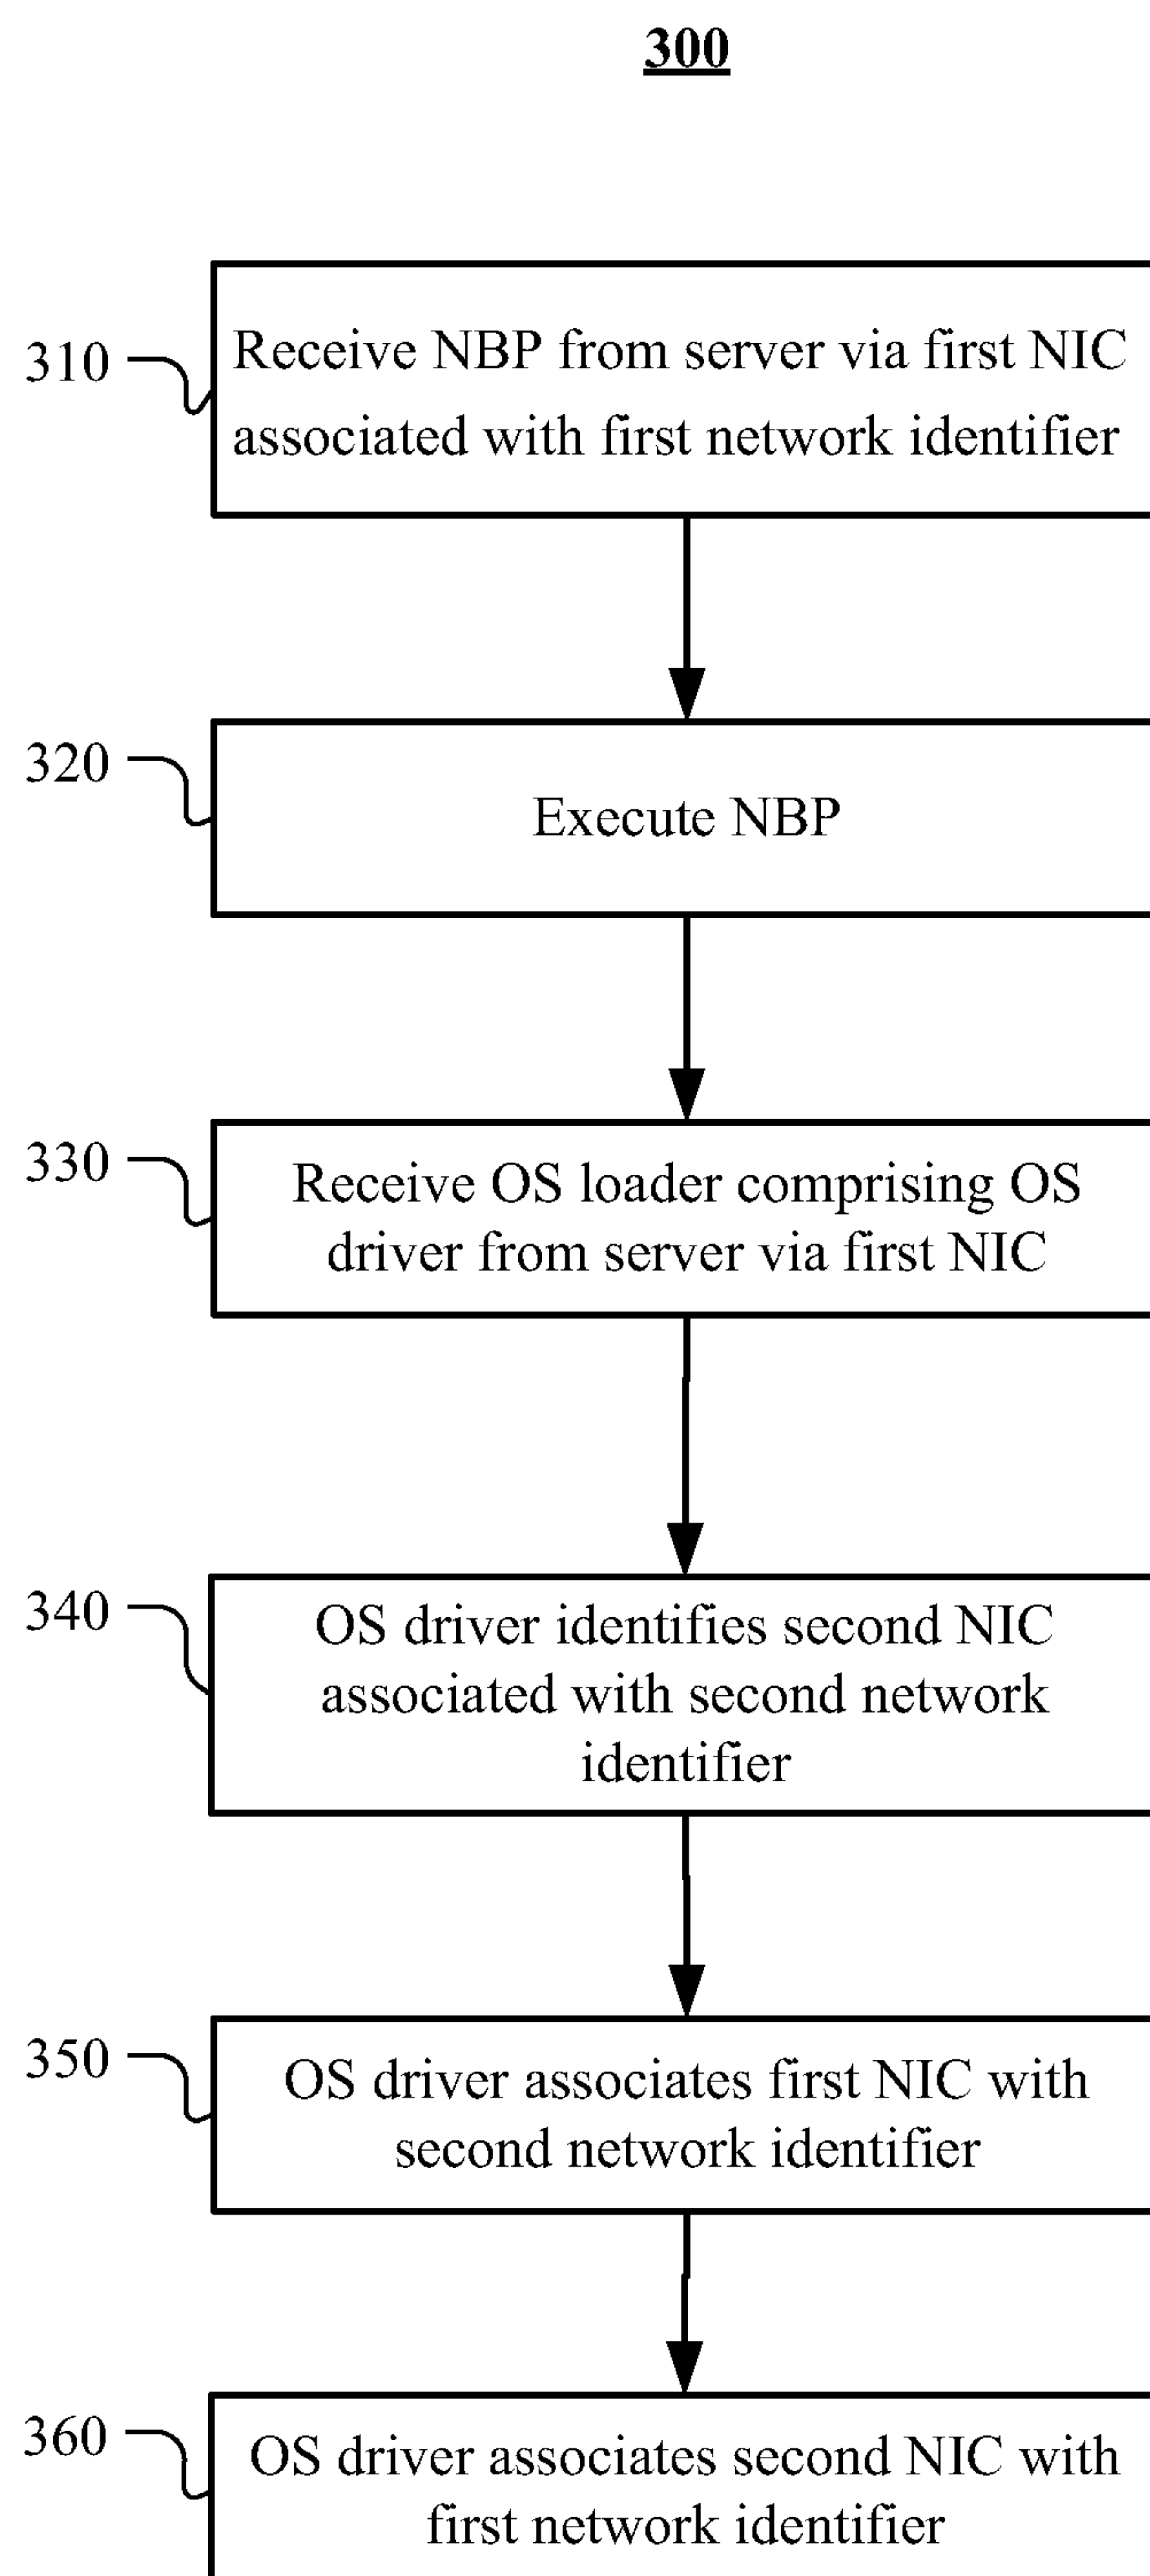 300
310
Receive NBP from server via first NIC
associated with first network identifier
320
Execute NBP
330
Receive OS loader comprising OS
driver from server via first NIC
340
OS driver identifies second NIC
associated with second network
identifier
350
OS driver associates first NIC with
second network identifier
360
OS driver associates second NIC with
first network identifier